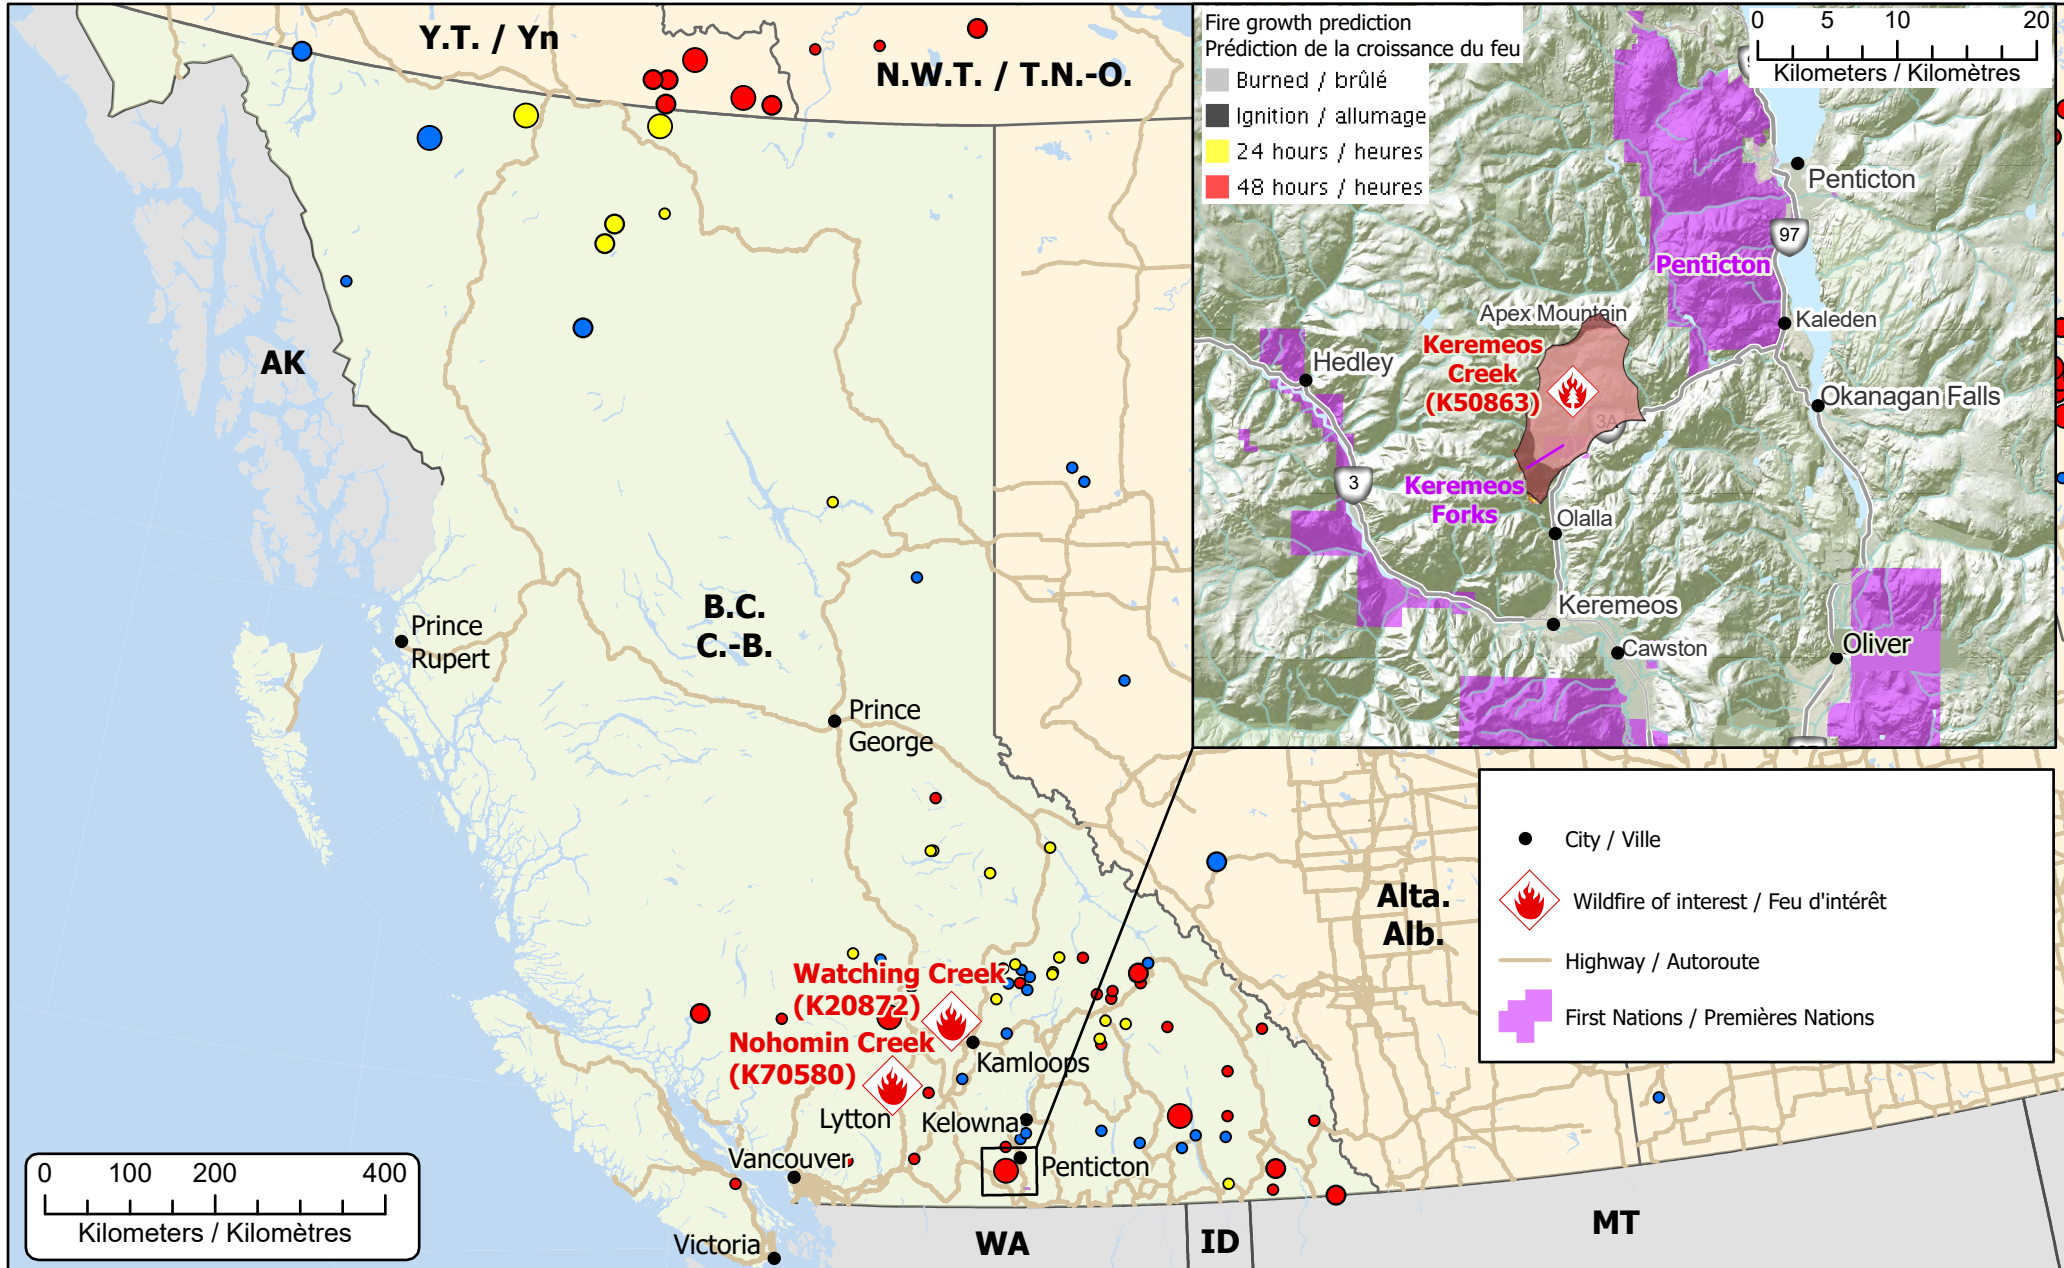 Y.T. / Yn
N.W.T. / T.N.-O.
AK
B.C.
C.-B.
Prince
Rupert
Prince
George
Watching Creek
(K20872)
Nohomin Creek
(K70580)
Kamloops
Lytton
Kelowna
Vancouver
Penticton
Victoria
WA
ID
MT
Alta.
Alb.
0 100 200 400
Kilometers / Kilomètres
Fire growth prediction
Prédiction de la croissance du feu
Burned / brûlé
Ignition / allumage
24 hours / heures
48 hours / heures
0 5 10 20
Kilometers / Kilomètres
Penticton
97
Penticton
Apex Mountain
Kaleden
Keremeos
Creek
(K50863)
Hedley
Okanagan Falls
3A
3
Keremeos
Forks
Olalla
Keremeos
Cawston
Oliver
City / Ville
Wildfire of interest / Feu d'intérêt
Highway / Autoroute
First Nations / Premières Nations